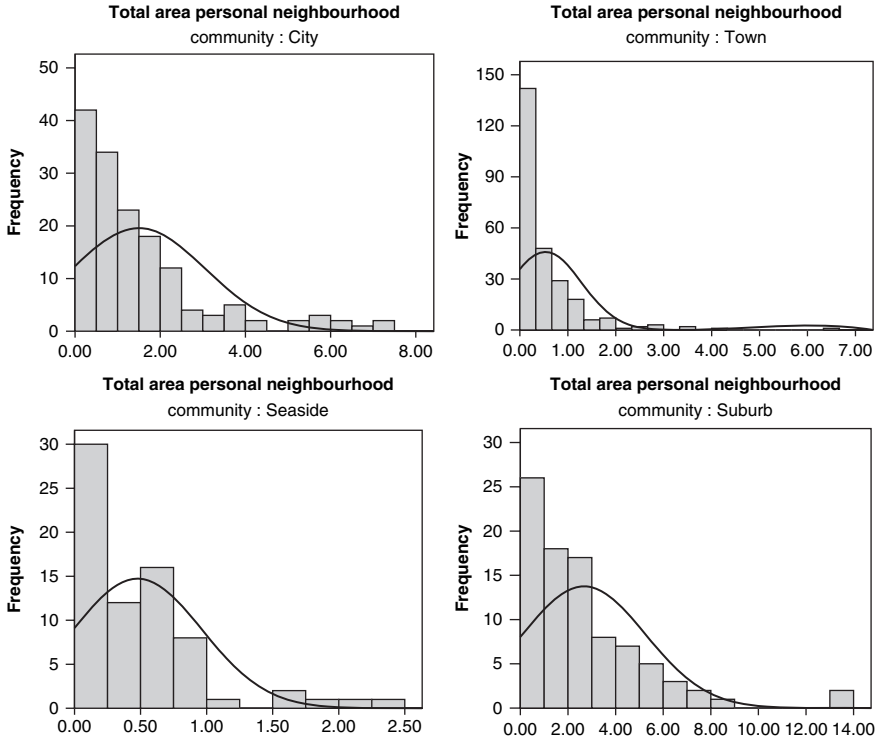 Total area personal neighbourhood
community : City
50
40
30
20
10
0
Frequency
0.00 2.00 4.00 6.00 8.00
Total area personal neighbourhood
community : Town
150
120
90
60
30
0
Frequency
0.00 1.00 2.00 3.00 4.00 5.00 6.00 7.00
Total area personal neighbourhood
community : Seaside
30
25
20
15
10
5
0
Frequency
0.00 0.50 1.00 1.50 2.00 2.50
Total area personal neighbourhood
community : Suburb
30
25
20
15
10
5
0
Frequency
0.00 2.00 4.00 6.00 8.00 10.00 12.00 14.00